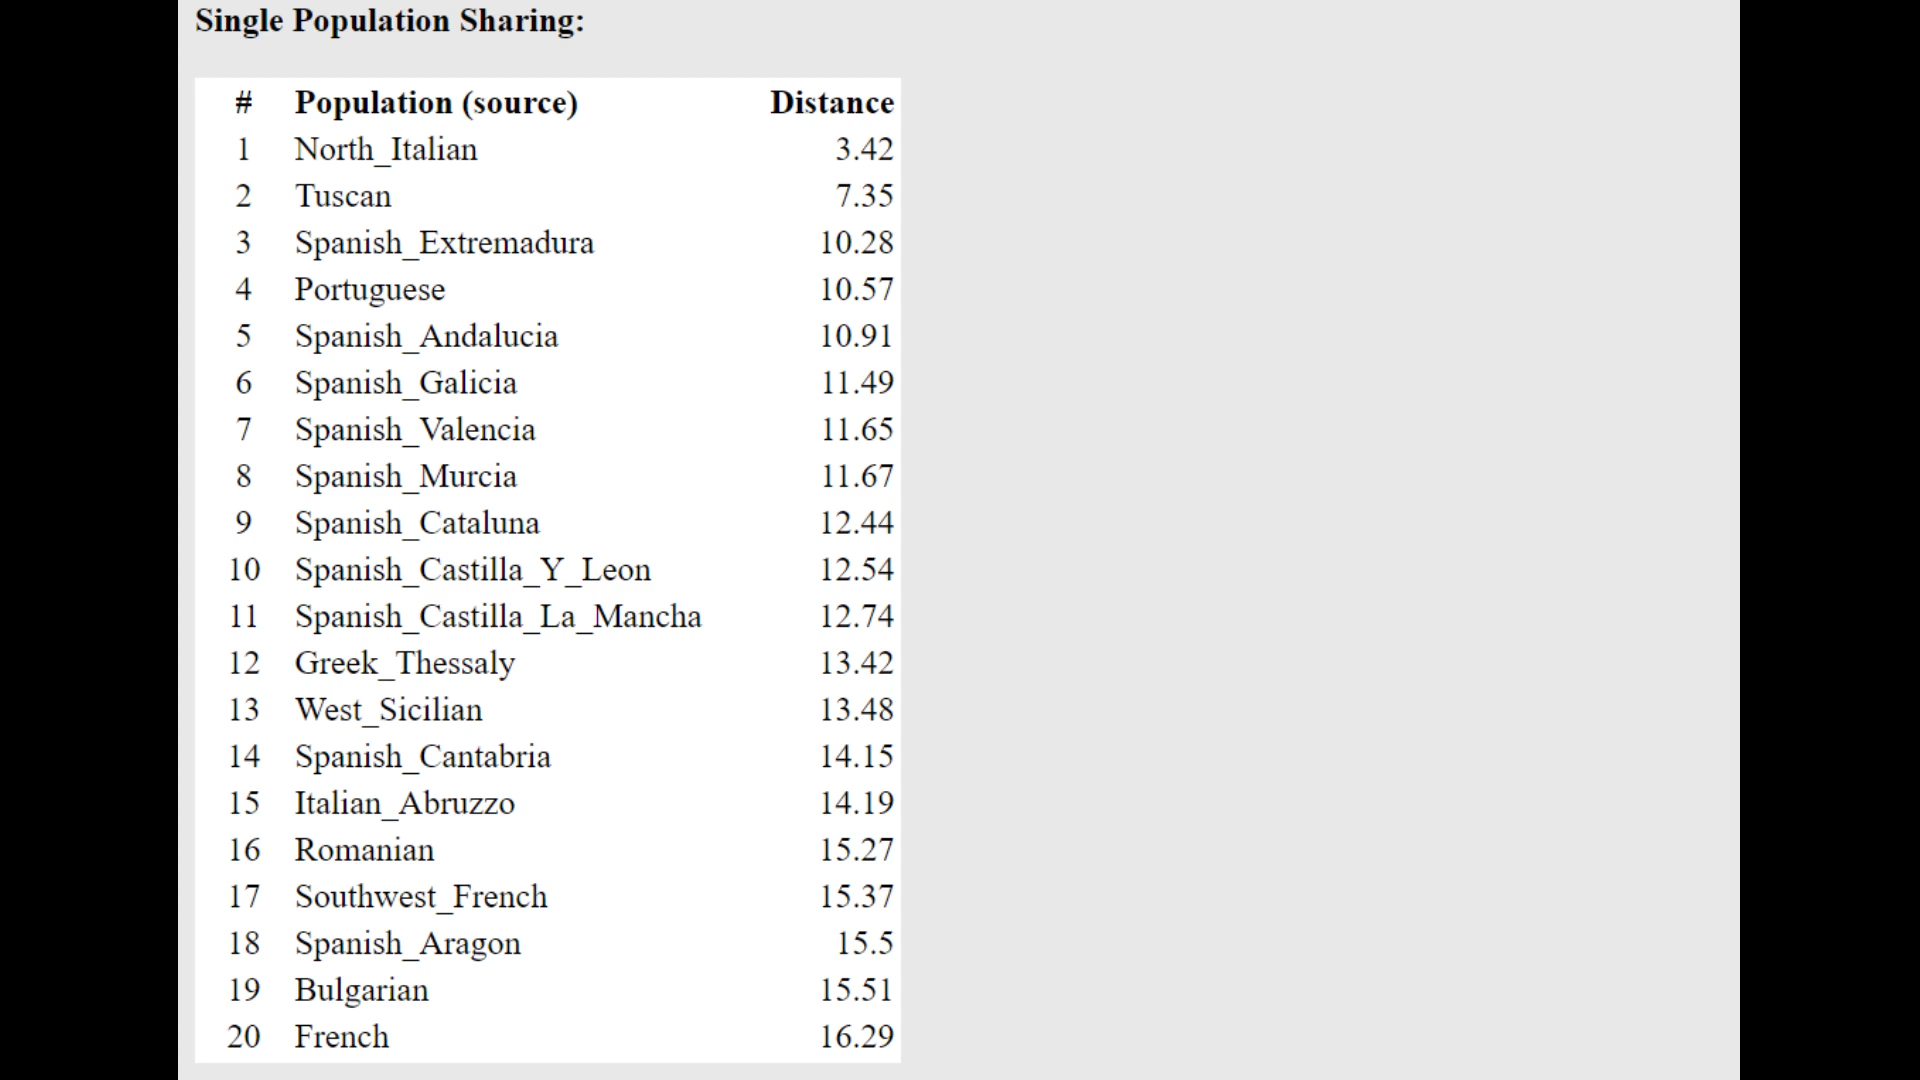 Single Population Sharing:
# Population (source) Distance
1 North_Italian 3.42
2 Tuscan 7.35
3 Spanish_Extremadura 10.28
4 Portuguese 10.57
5 Spanish_Andalucia 10.91
6 Spanish_Galicia 11.49
7 Spanish_Valencia 11.65
8 Spanish_Murcia 11.67
9 Spanish_Cataluna 12.44
10 Spanish_Castilla_Y_Leon 12.54
11 Spanish_Castilla_La_Mancha 12.74
12 Greek_Thessaly 13.42
13 West_Sicilian 13.48
14 Spanish_Cantabria 14.15
15 Italian_Abruzzo 14.19
16 Romanian 15.27
17 Southwest_French 15.37
18 Spanish_Aragon 15.5
19 Bulgarian 15.51
20 French 16.29